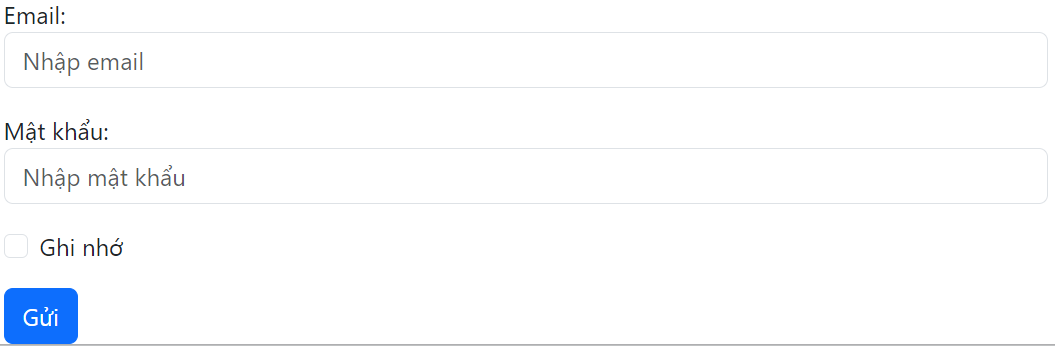 Email:
Nhập email
Mật khẩu:
Nhập mật khẩu
Ghi nhớ
Gửi